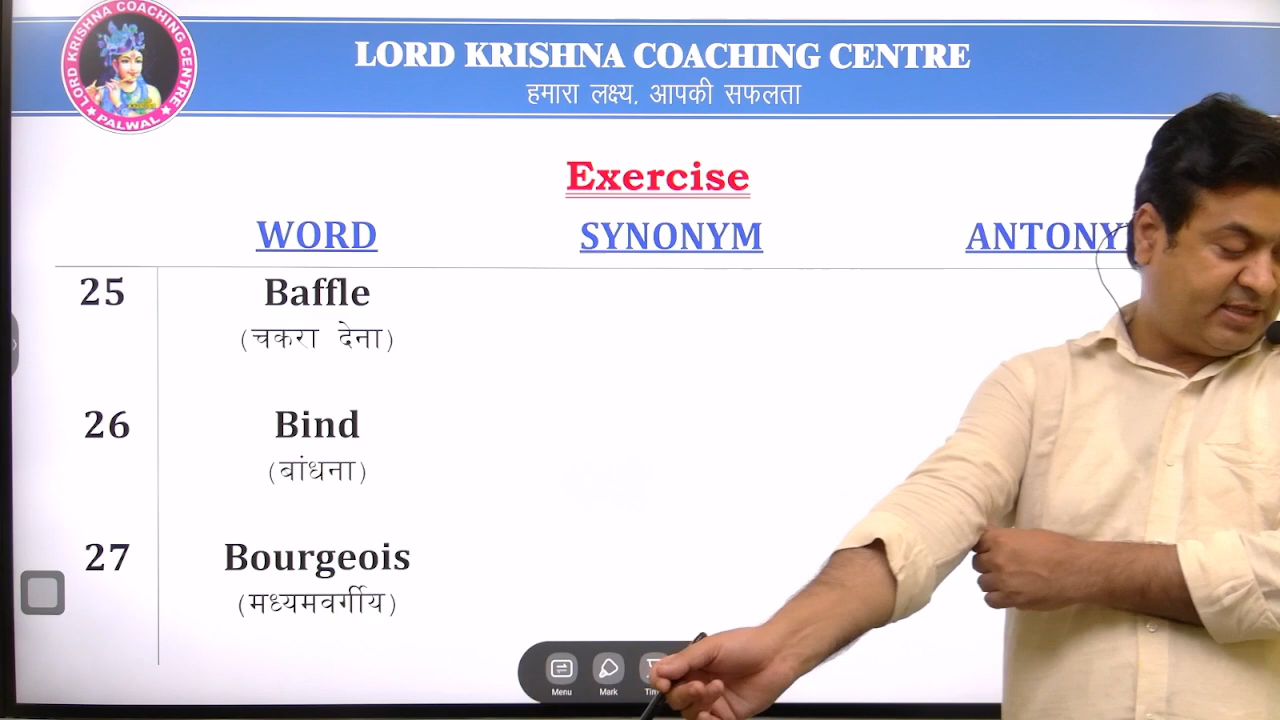 LORD KRISHNA COACHING CENTRE
LORD KRISHNA COACHING CENTRE
हमारा लक्ष्य. आपकी सफलता
PALWAL
Exercise
WORD SYNONYM ANTONY
25 Baffle
(चकरा देना)
26 Bind
(बांधना)
27 Bourgeois
(मध्यमवर्गीय)
Menu Mark